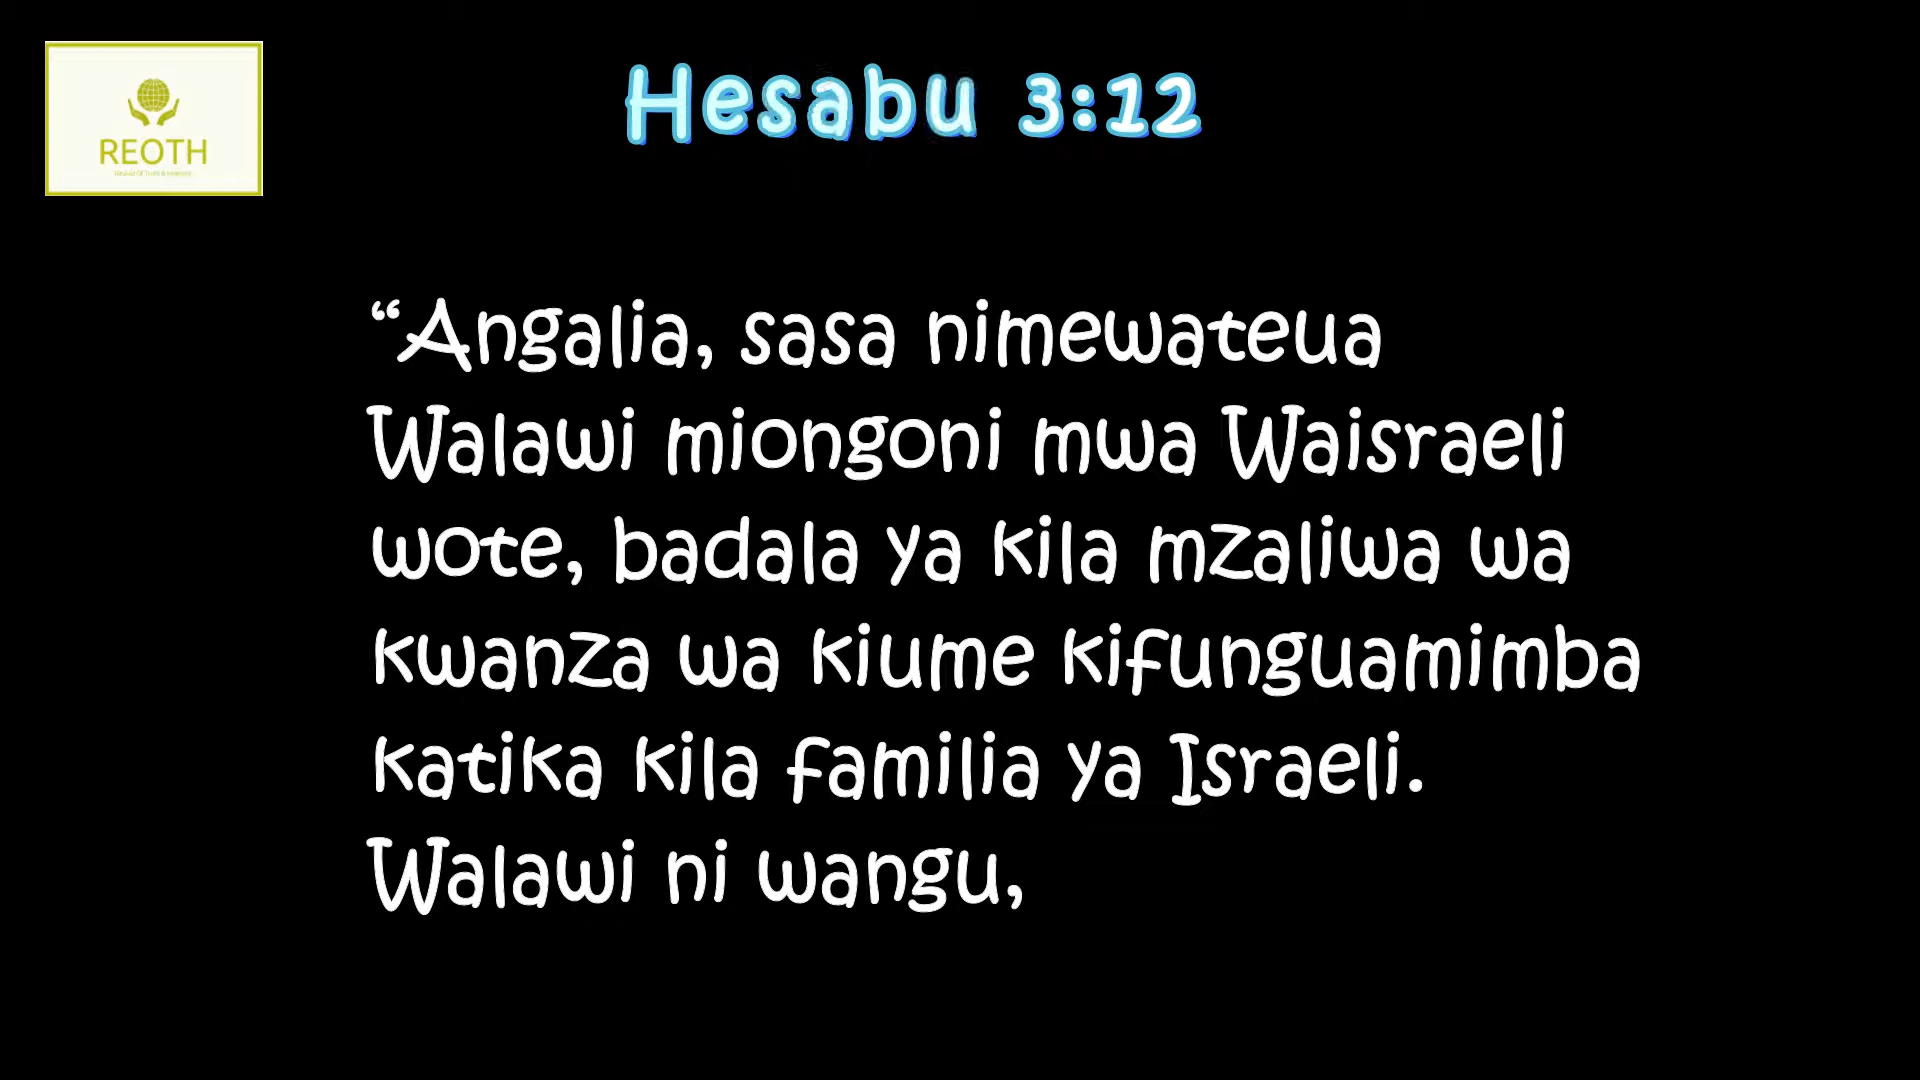 Hesabu 3:12
REOTH
“Angalia, sasa nimewateua
Walawi miongoni mwa Waisraeli
wote, badala ya kila mzaliwa wa
kwanza wa kiume kifunguamimba
katika kila familia ya Israeli.
Walawi ni wangu,